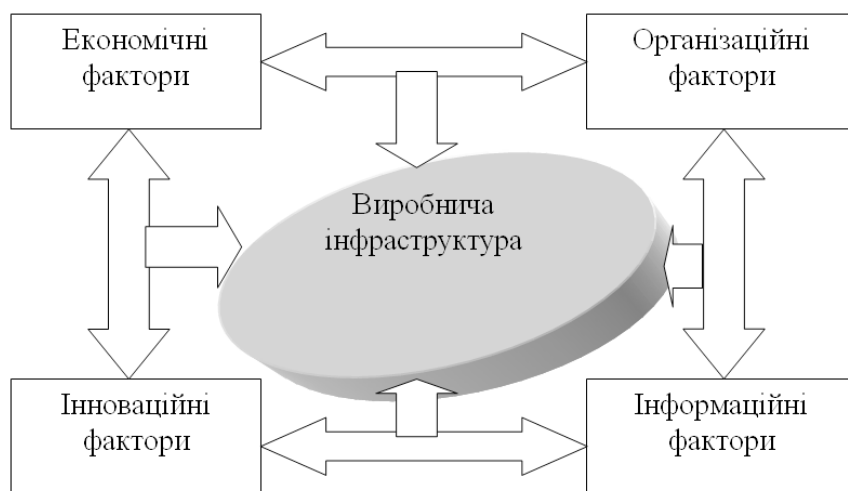 Економічні
фактори
Організаційні
фактори
Виробнича
інфраструктура
Інноваційні
фактори
Інформаційні
фактори